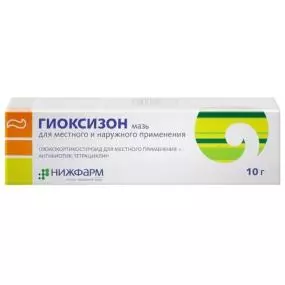 ГИОКСИЗОН мазь
для местного и наружного применения
ГЛЮКОКОРТИКОСТЕРОИД ДЛЯ МЕСТНОГО ПРИМЕНЕНИЯ +
АНТИБИОТИК ТЕТРАЦИКЛИН
НИЖФАРМ
10 г